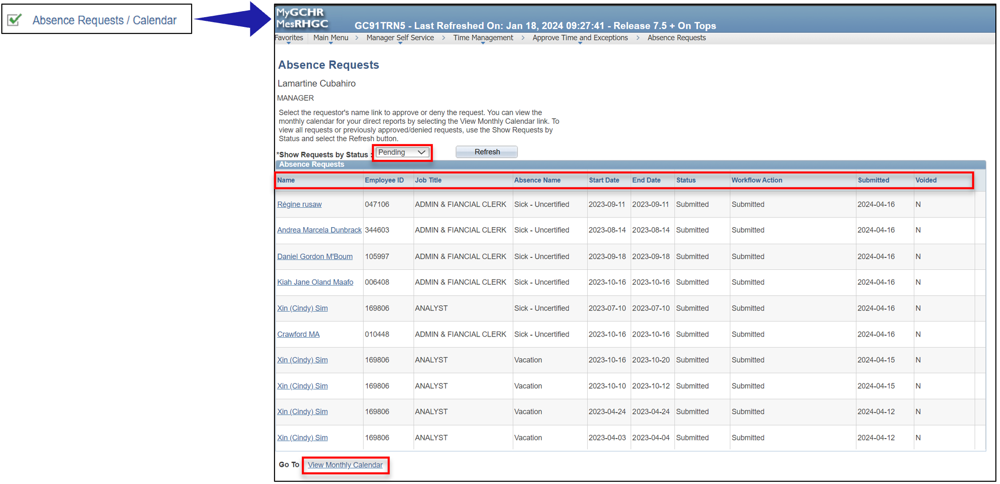 Absence Requests / Calendar
MyGCHR
MesRHGC
GC91TRN5 - Last Refreshed On: Jan 18, 2024 09:27:41 - Release 7.5 + On Tops
Favorites Main Menu > Manager Self Service > Time Management > Approve Time and Exceptions > Absence Requests
Absence Requests
Lamartine Cubahiro
MANAGER
Select the requestor's name link to approve or deny the request. You can view the
monthly calendar for your direct reports by selecting the View Monthly Calendar link. To
view all requests or previously approved/denied requests, use the Show Requests by
Status and select the Refresh button.
*Show Requests by Status : Pending Refresh
Absence Requests
Name Employee ID Job Title Absence Name Start Date End Date Status Workflow Action Submitted Voided
Régine rusaw 047106 ADMIN & FIANCIAL CLERK Sick - Uncertified 2023-09-11 2023-09-11 Submitted Submitted 2024-04-16 N
Andrea Marcela Dunbrack 344603 ADMIN & FIANCIAL CLERK Sick - Uncertified 2023-08-14 2023-08-14 Submitted Submitted 2024-04-16 N
Daniel Gordon M'Boum 105997 ADMIN & FIANCIAL CLERK Sick - Uncertified 2023-09-18 2023-09-18 Submitted Submitted 2024-04-16 N
Kiah Jane Oland Maafo 006408 ADMIN & FIANCIAL CLERK Sick - Uncertified 2023-10-16 2023-10-16 Submitted Submitted 2024-04-16 N
Xin (Cindy) Sim 169806 ANALYST Sick - Uncertified 2023-07-10 2023-07-10 Submitted Submitted 2024-04-16 N
Crawford MA 010448 ADMIN & FIANCIAL CLERK Sick - Uncertified 2023-10-16 2023-10-16 Submitted Submitted 2024-04-16 N
Xin (Cindy) Sim 169806 ANALYST Vacation 2023-10-16 2023-10-20 Submitted Submitted 2024-04-15 N
Xin (Cindy) Sim 169806 ANALYST Vacation 2023-10-10 2023-10-12 Submitted Submitted 2024-04-15 N
Xin (Cindy) Sim 169806 ANALYST Vacation 2023-04-24 2023-04-24 Submitted Submitted 2024-04-12 N
Xin (Cindy) Sim 169806 ANALYST Vacation 2023-04-03 2023-04-04 Submitted Submitted 2024-04-12 N
Go To View Monthly Calendar